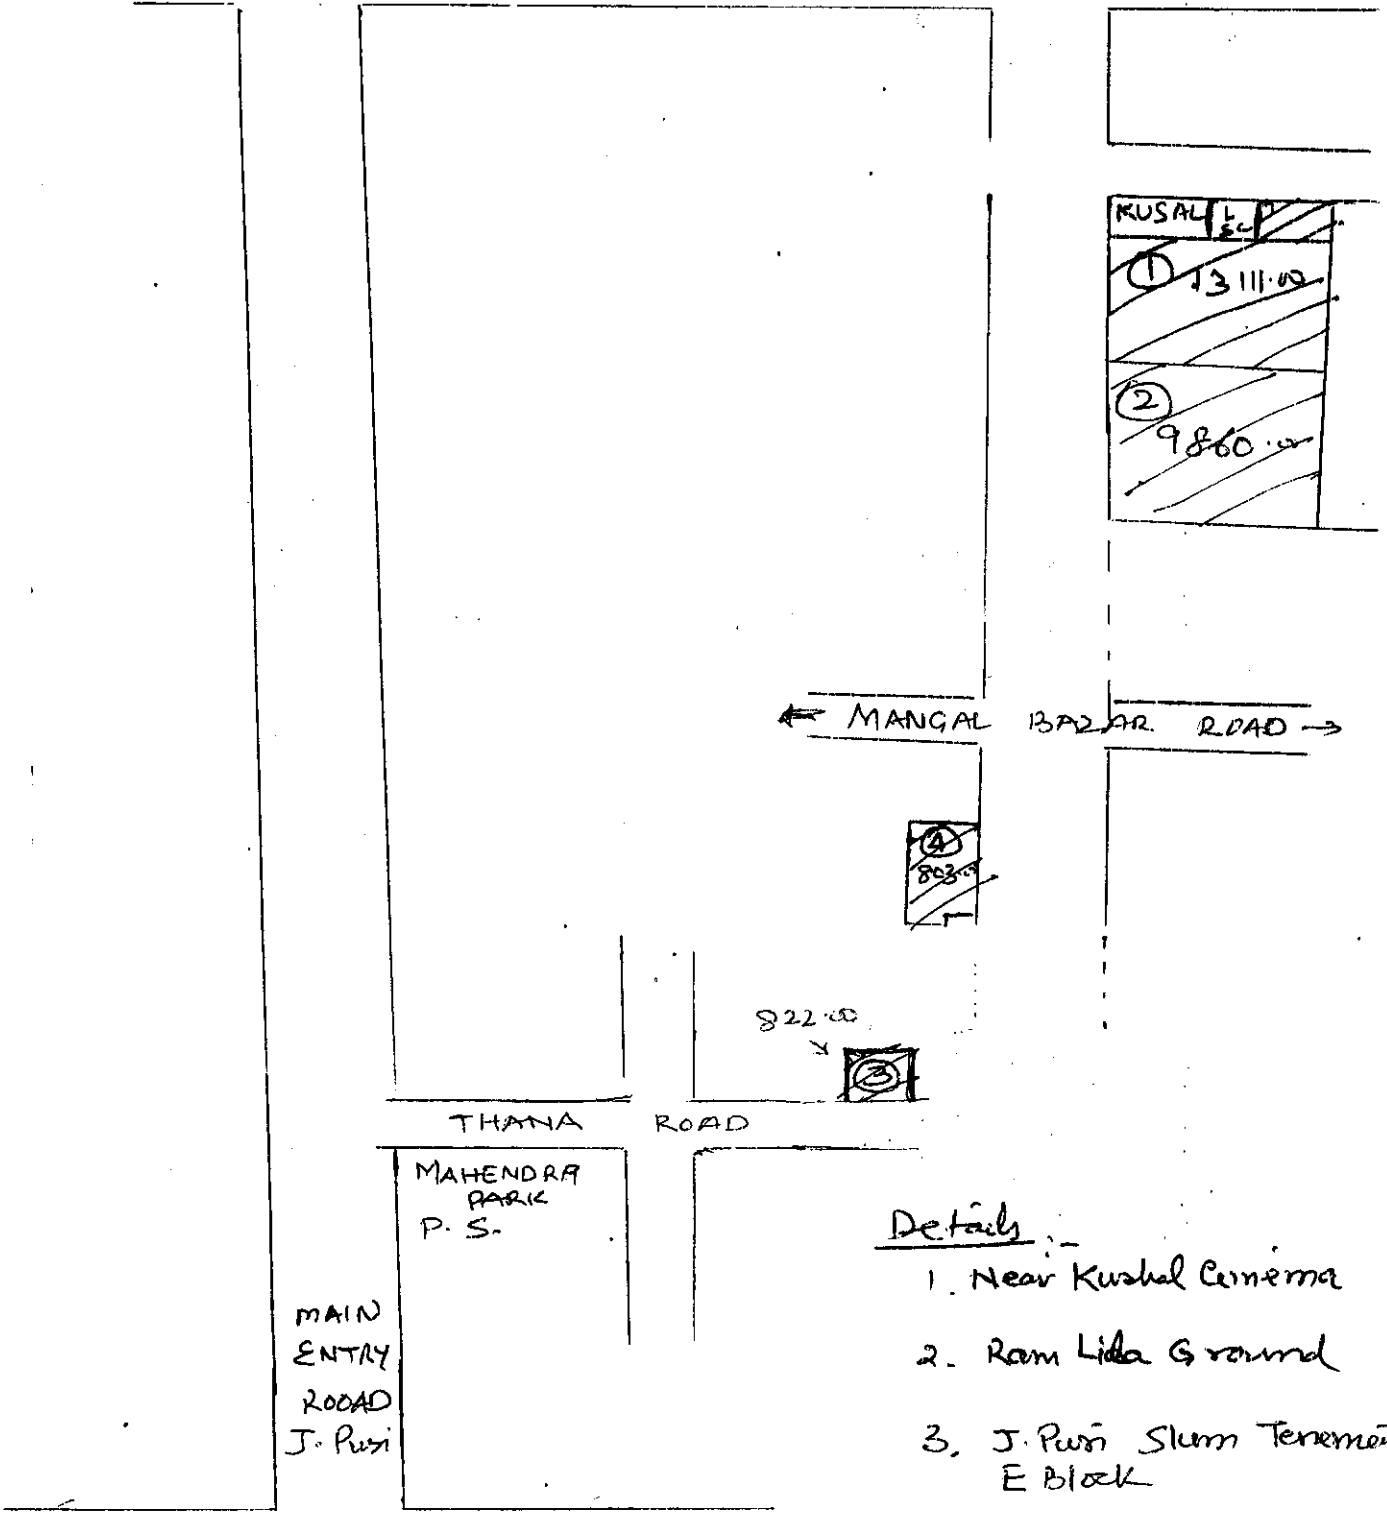 KUSAL L
SC
1 13111.00
2
9860.00
← MANGAL BAZAR ROAD →
4
803.00
822.00
3
THANA ROAD
MAHENDRA
PARK
P. S.
MAIN
ENTRY
ROOAD
J. Puri
Details :-
1. Near Kushal Cinema
2. Ram Lila Ground
3. J. Puri Slum
E Block